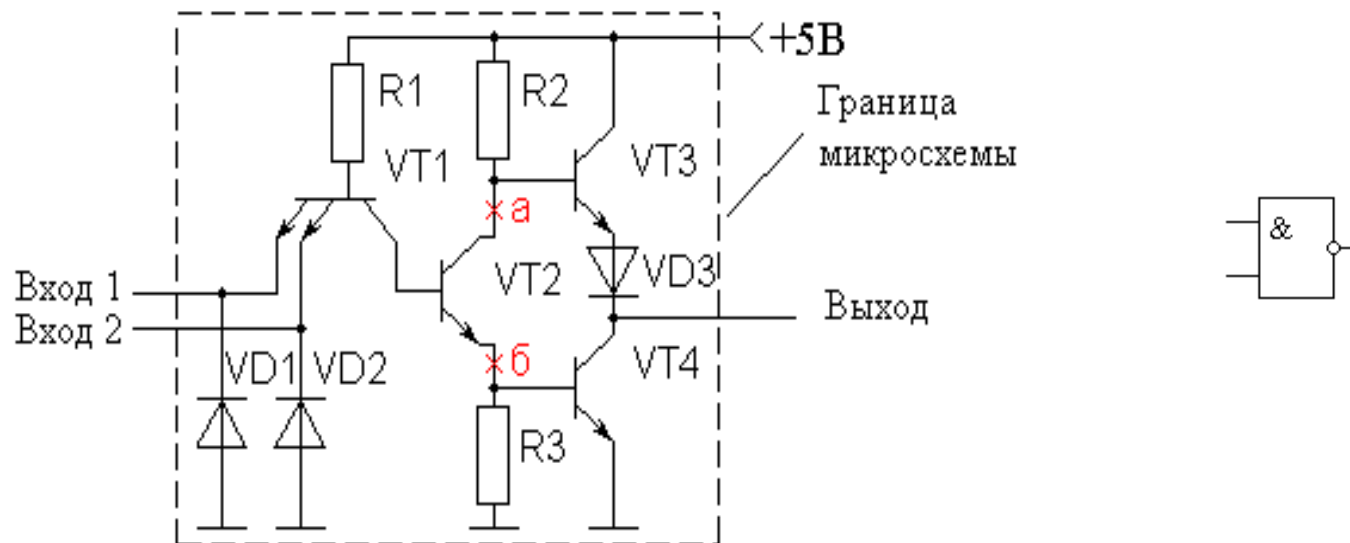 +5В
R1
R2
Граница
микросхемы
VT1
VT3
а
&
VT2
VD3
Вход 1
Вход 2
Выход
б
VD1
VD2
VT4
R3